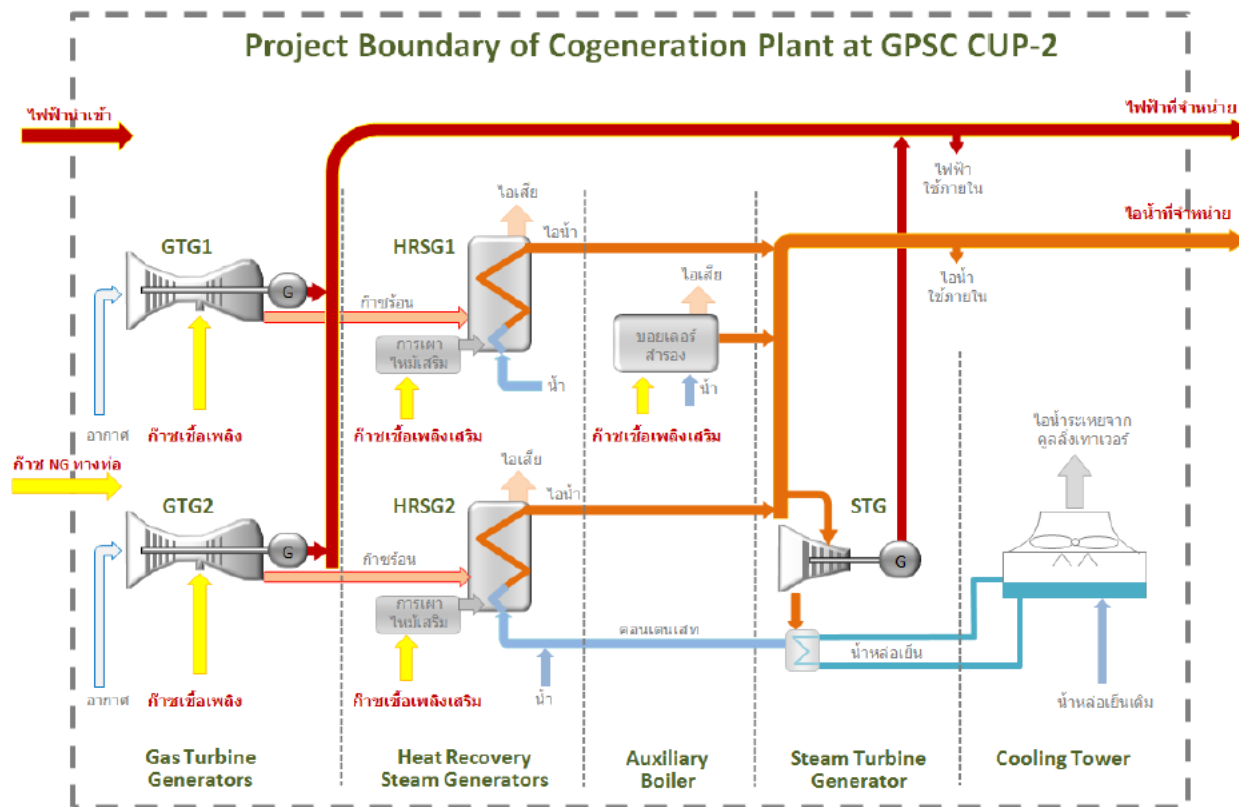 Project Boundary of Cogeneration Plant at GPSC CUP-2
ไฟฟ้านำเข้า
ไฟฟ้าที่จำหน่าย
ไฟฟ้า
ใช้ภายใน
ไอเสีย
ไอน้ำที่จำหน่าย
GTG1
HRSG1
ไอน้ำ
ไอเสีย
ไอน้ำ
ใช้ภายใน
G
ก๊าซร้อน
บอยเลอร์
สำรอง
การเผา
ไหม้เสริม
น้ำ
น้ำ
อากาศ
ก๊าซเชื้อเพลิง
ก๊าซเชื้อเพลิงเสริม
ก๊าซเชื้อเพลิงเสริม
ไอน้ำระเหยจาก
คูลลิ่งทาวเวอร์
ก๊าซ NG ทางท่อ
ไอเสีย
GTG2
HRSG2
ไอน้ำ
STG
G
ก๊าซร้อน
G
การเผา
ไหม้เสริม
คอนเดนเสท
น้ำหล่อเย็น
อากาศ
ก๊าซเชื้อเพลิง
ก๊าซเชื้อเพลิงเสริม
น้ำ
น้ำหล่อเย็นเติม
Gas Turbine
Generators
Heat Recovery
Steam Generators
Auxiliary
Boiler
Steam Turbine
Generator
Cooling Tower